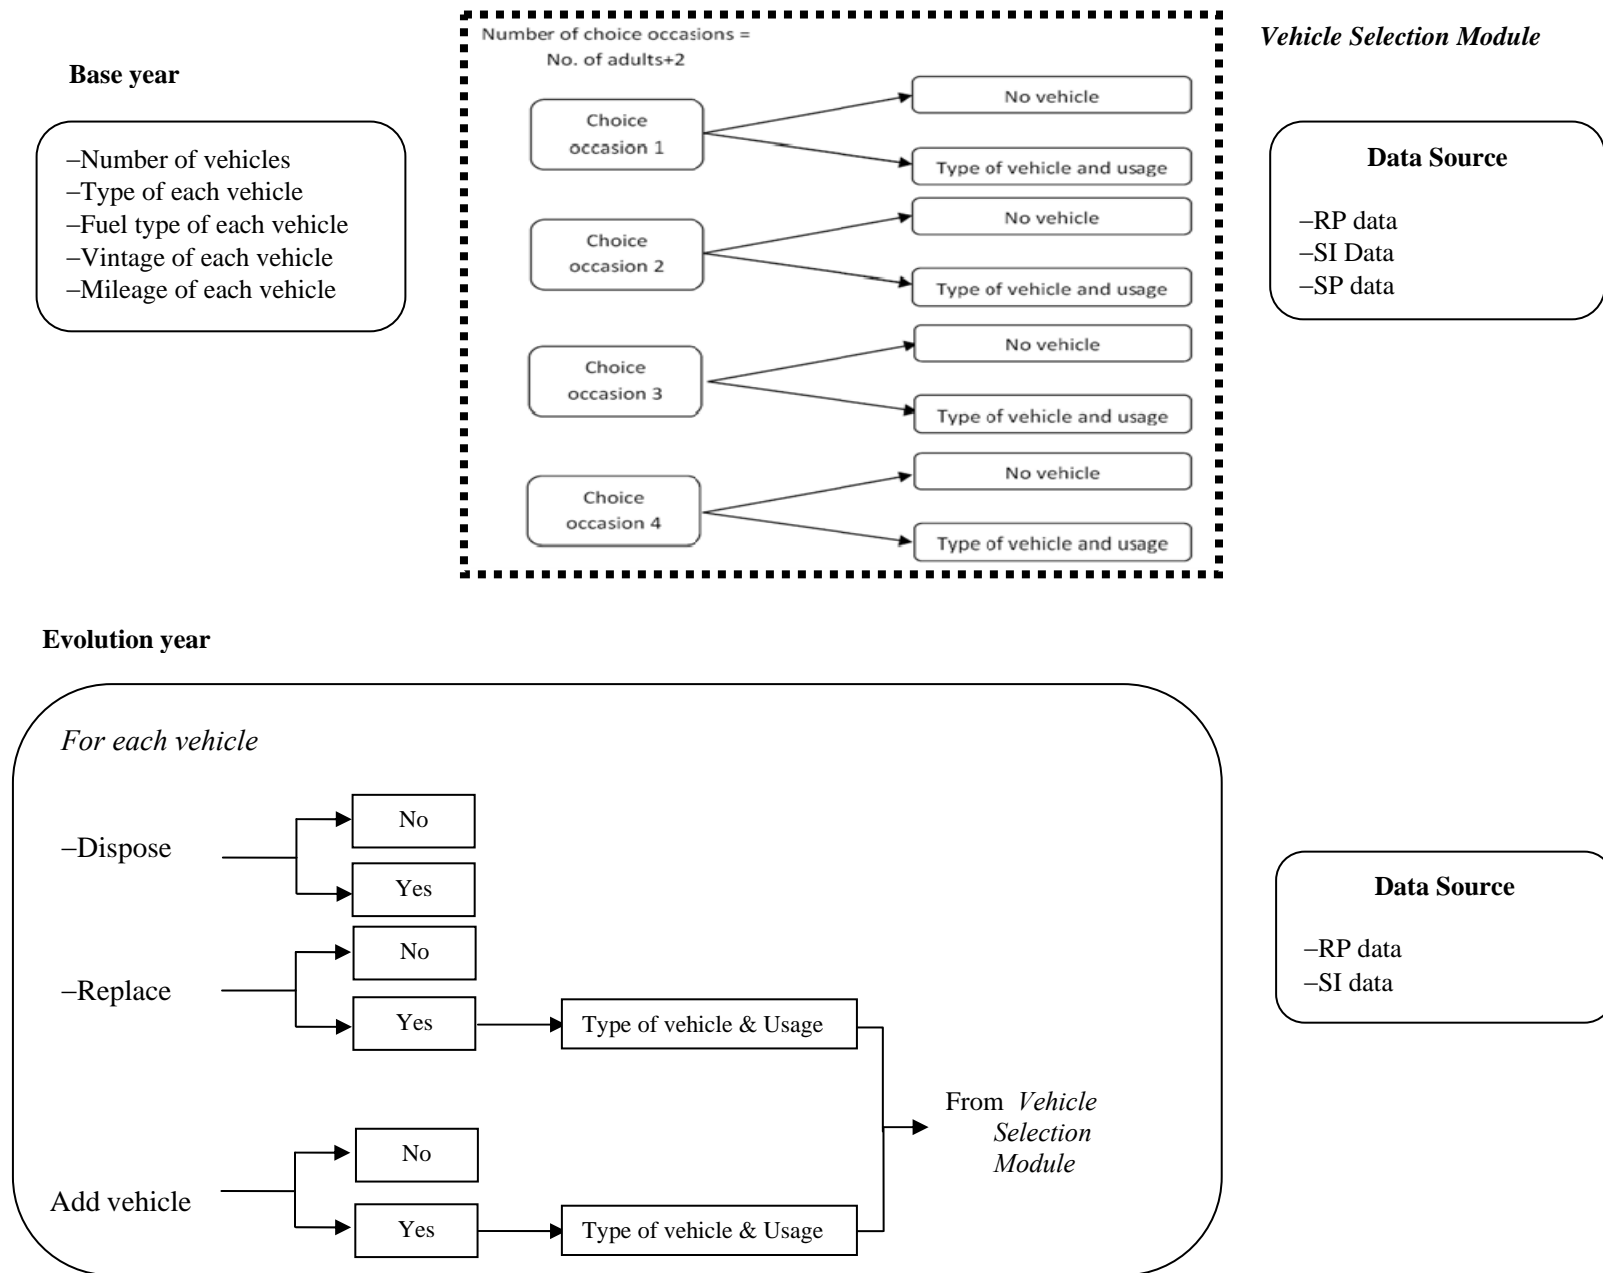 Base year
–Number of vehicles
–Type of each vehicle
–Fuel type of each vehicle
–Vintage of each vehicle
–Mileage of each vehicle
Number of choice occasions =
No. of adults+2
Choice
occasion 1
No vehicle
Type of vehicle and usage
Choice
occasion 2
No vehicle
Type of vehicle and usage
Choice
occasion 3
No vehicle
Type of vehicle and usage
Choice
occasion 4
No vehicle
Type of vehicle and usage
Vehicle Selection Module
Data Source
–RP data
–SI Data
–SP data
Evolution year
For each vehicle
–Dispose
No
Yes
–Replace
No
Yes
Type of vehicle & Usage
Add vehicle
No
Yes
Type of vehicle & Usage
From Vehicle
Selection
Module
Data Source
–RP data
–SI data